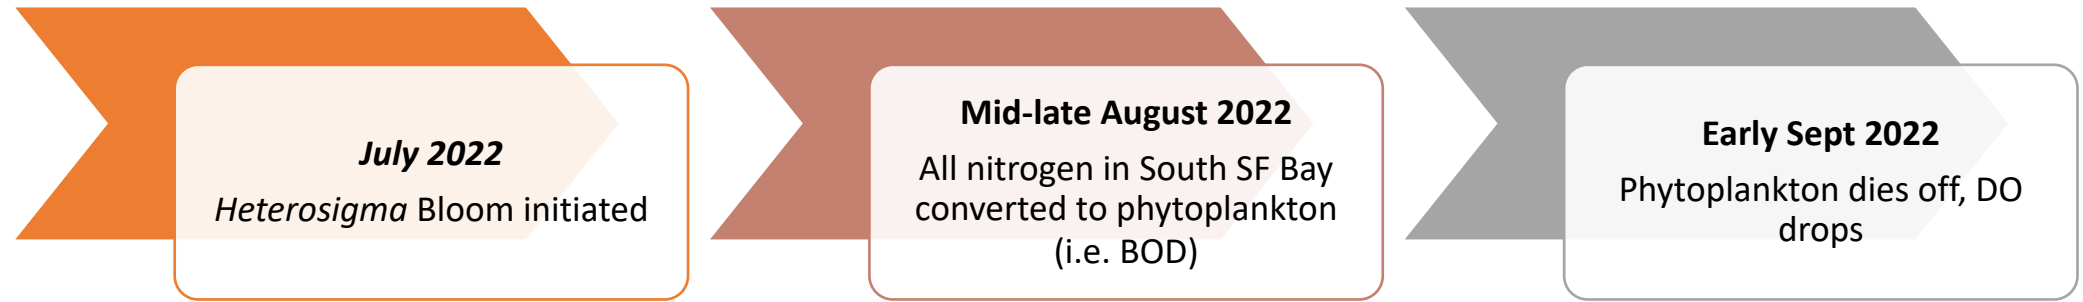 July 2022
Heterosigma Bloom initiated
Mid-late August 2022
All nitrogen in South SF Bay
converted to phytoplankton
(i.e. BOD)
Early Sept 2022
Phytoplankton dies off, DO
drops